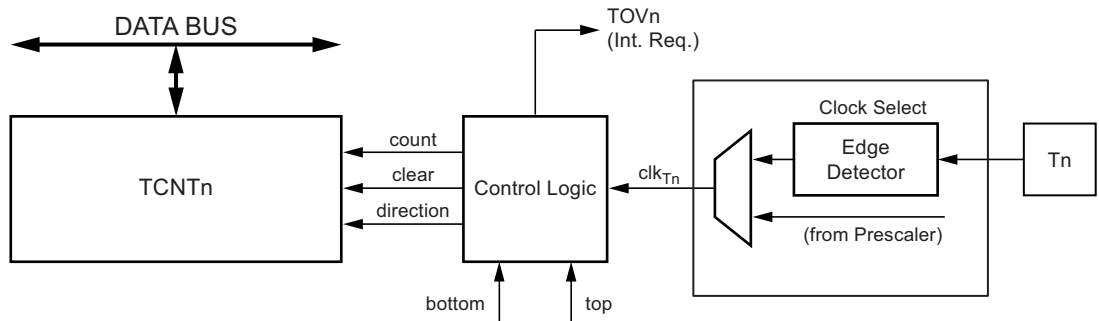 DATA BUS
TOVn
(Int. Req.)
Clock Select
count
Edge
Detector
Tn
TCNTn
clear
Control Logic
clkTn
direction
(from Prescaler)
bottom
top